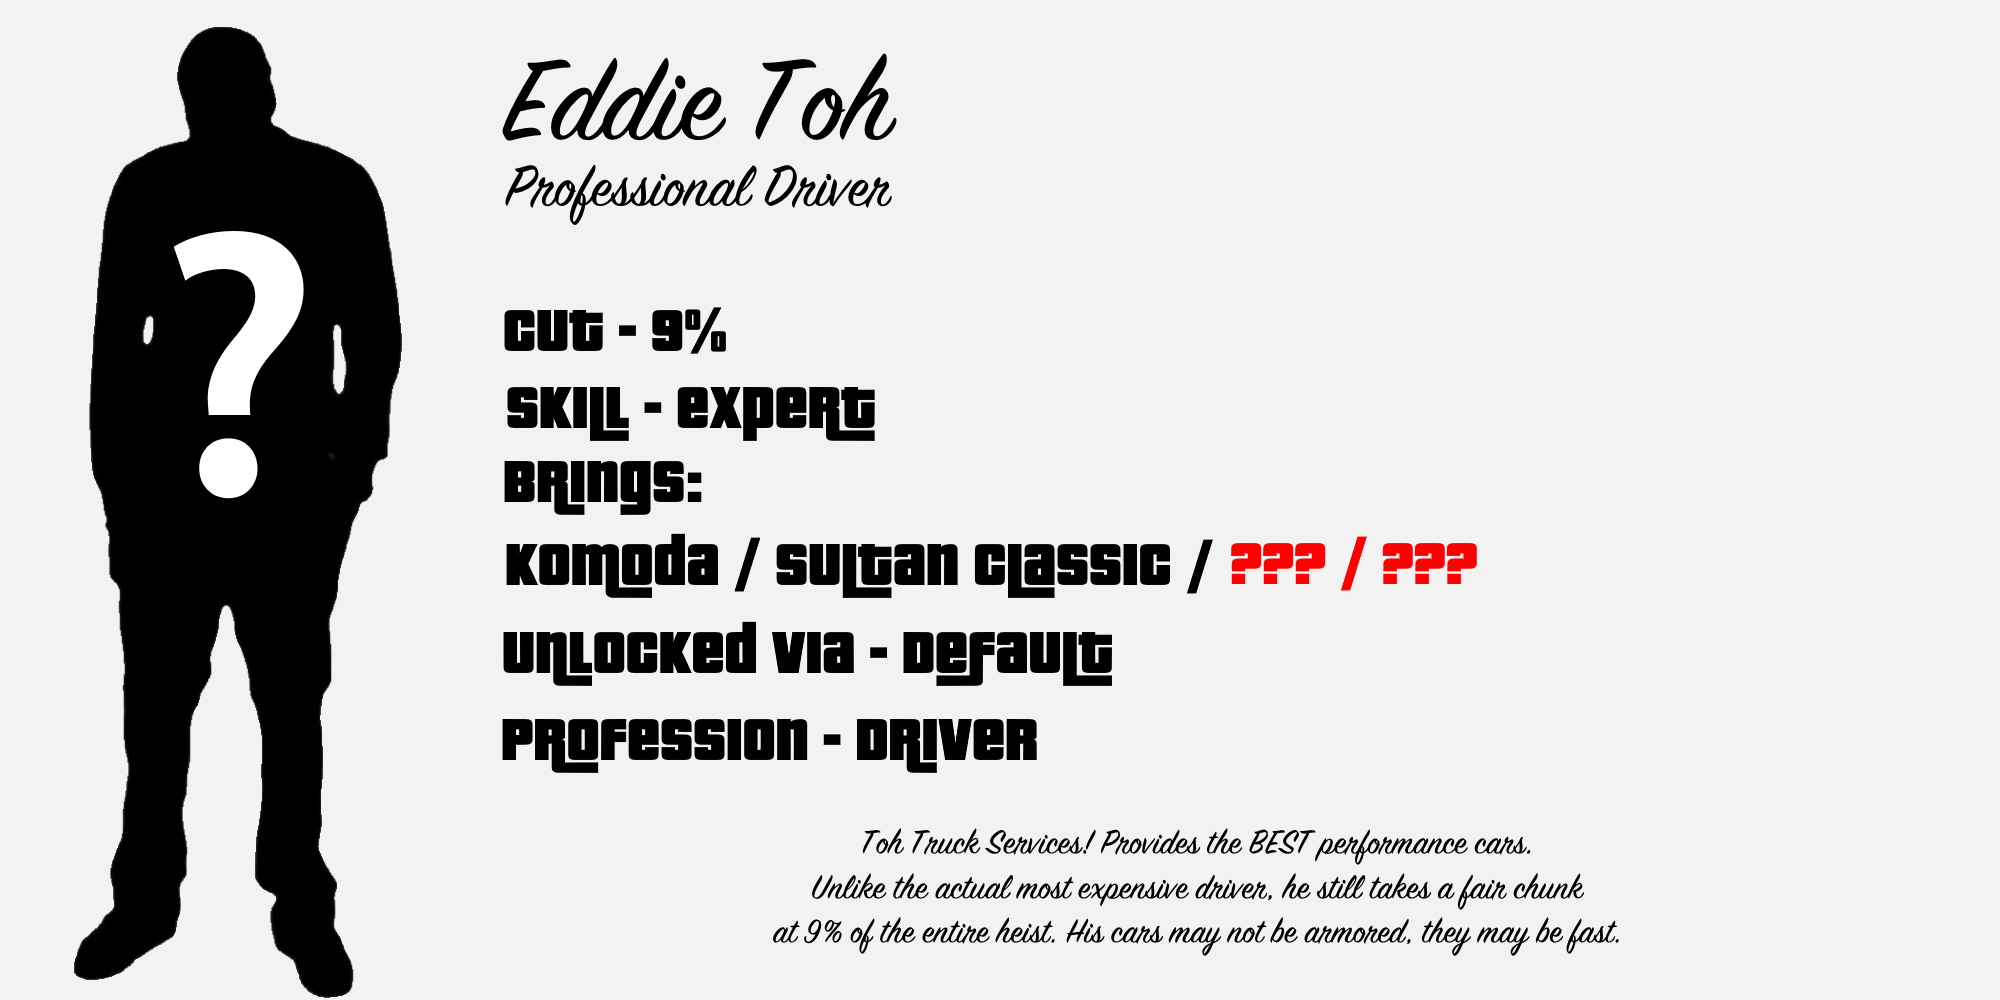 ?
Eddie Toh
Professional Driver
Cut - 9%
Skill - Expert
Brings:
Komoda / Sultan Classic / ??? / ???
Unlocked Via - Default
Profession - Driver
Toh Truck Services! Provides the BEST performance cars.
Unlike the actual most expensive driver, he still takes a fair chunk
at 9% of the entire heist. His cars may not be armored, they may be fast.